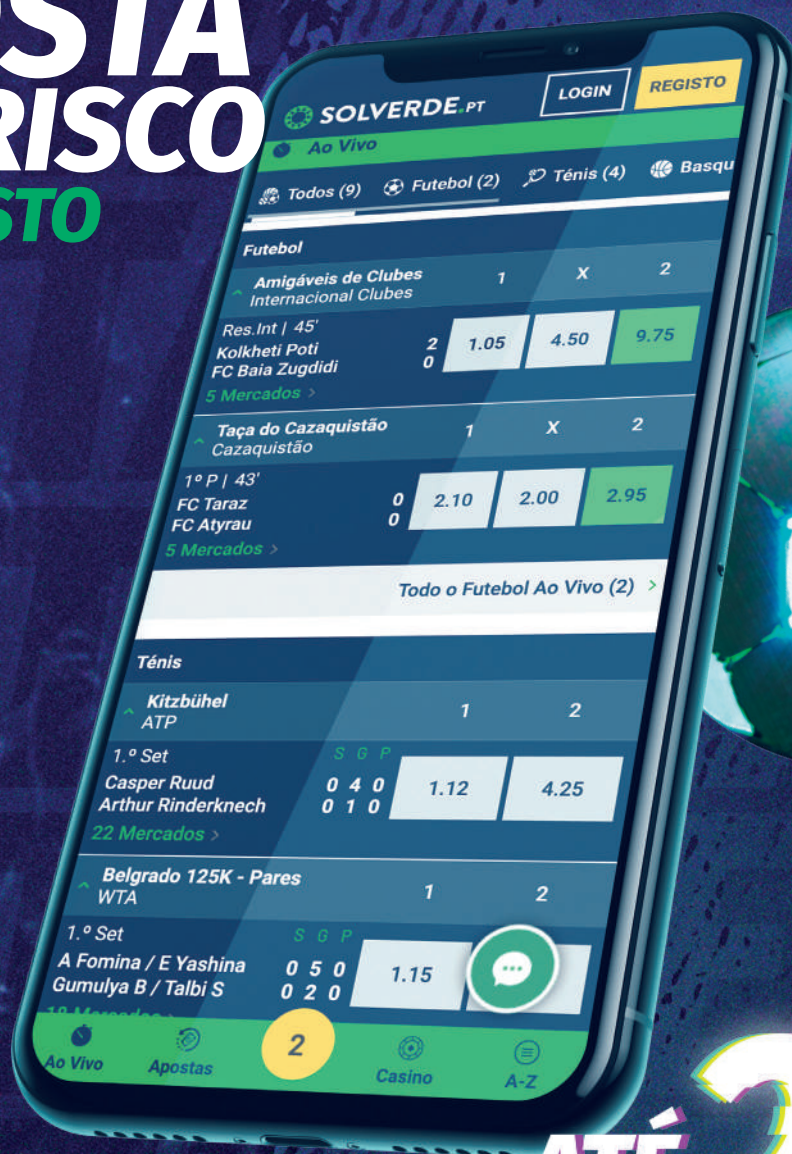 OSTA
RISCO
STO
SOLVERDE.PT
LOGIN
REGISTO
Ao Vivo
Todos (9) Futebol (2) Ténis (4) Basqu
Futebol
Amigáveis de Clubes 1 X 2
Internacional Clubes
Res.Int | 45'
Kolkheti Poti 2 1.05 4.50 9.75
FC Baia Zugdidi 0
5 Mercados >
Taça do Cazaquistão 1 X 2
Cazaquistão
1º P | 43'
FC Taraz 0 2.10 2.00 2.95
FC Atyrau 0
5 Mercados >
Todo o Futebol Ao Vivo (2) >
Ténis
Kitzbühel 1 2
ATP
1.º Set S G P
Casper Ruud 0 4 0 1.12 4.25
Arthur Rinderknech 0 1 0
22 Mercados >
Belgrado 125K - Pares 1 2
WTA
1.º Set S G P
A Fomina / E Yashina 0 5 0 1.15
Gumulya B / Talbi S 0 2 0
Ao Vivo Apostas 2 Casino A-Z
ATÉ